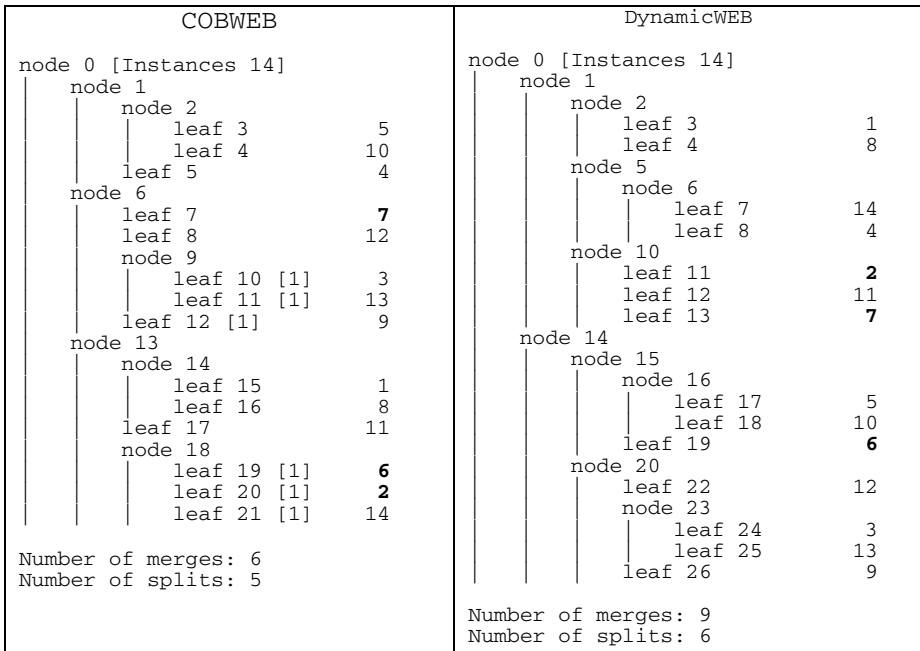 COBWEB
node 0 [Instances 14]
| node 1
| | node 2
| | | leaf 3 5
| | | leaf 4 10
| | leaf 5 4
| node 6
| | leaf 7 7
| | leaf 8 12
| | node 9
| | | leaf 10 [1] 3
| | | leaf 11 [1] 13
| | leaf 12 [1] 9
| node 13
| | node 14
| | | leaf 15 1
| | | leaf 16 8
| | leaf 17 11
| | node 18
| | | leaf 19 [1] 6
| | | leaf 20 [1] 2
| | | leaf 21 [1] 14
Number of merges: 6
Number of splits: 5
DynamicWEB
node 0 [Instances 14]
| node 1
| | node 2
| | | leaf 3 1
| | | leaf 4 8
| | node 5
| | | node 6
| | | | leaf 7 14
| | | | leaf 8 4
| | node 10
| | | leaf 11 2
| | | leaf 12 11
| | | leaf 13 7
| node 14
| | node 15
| | | node 16
| | | | leaf 17 5
| | | | leaf 18 10
| | | leaf 19 6
| | node 20
| | | leaf 22 12
| | | node 23
| | | | leaf 24 3
| | | | leaf 25 13
| | | leaf 26 9
Number of merges: 9
Number of splits: 6